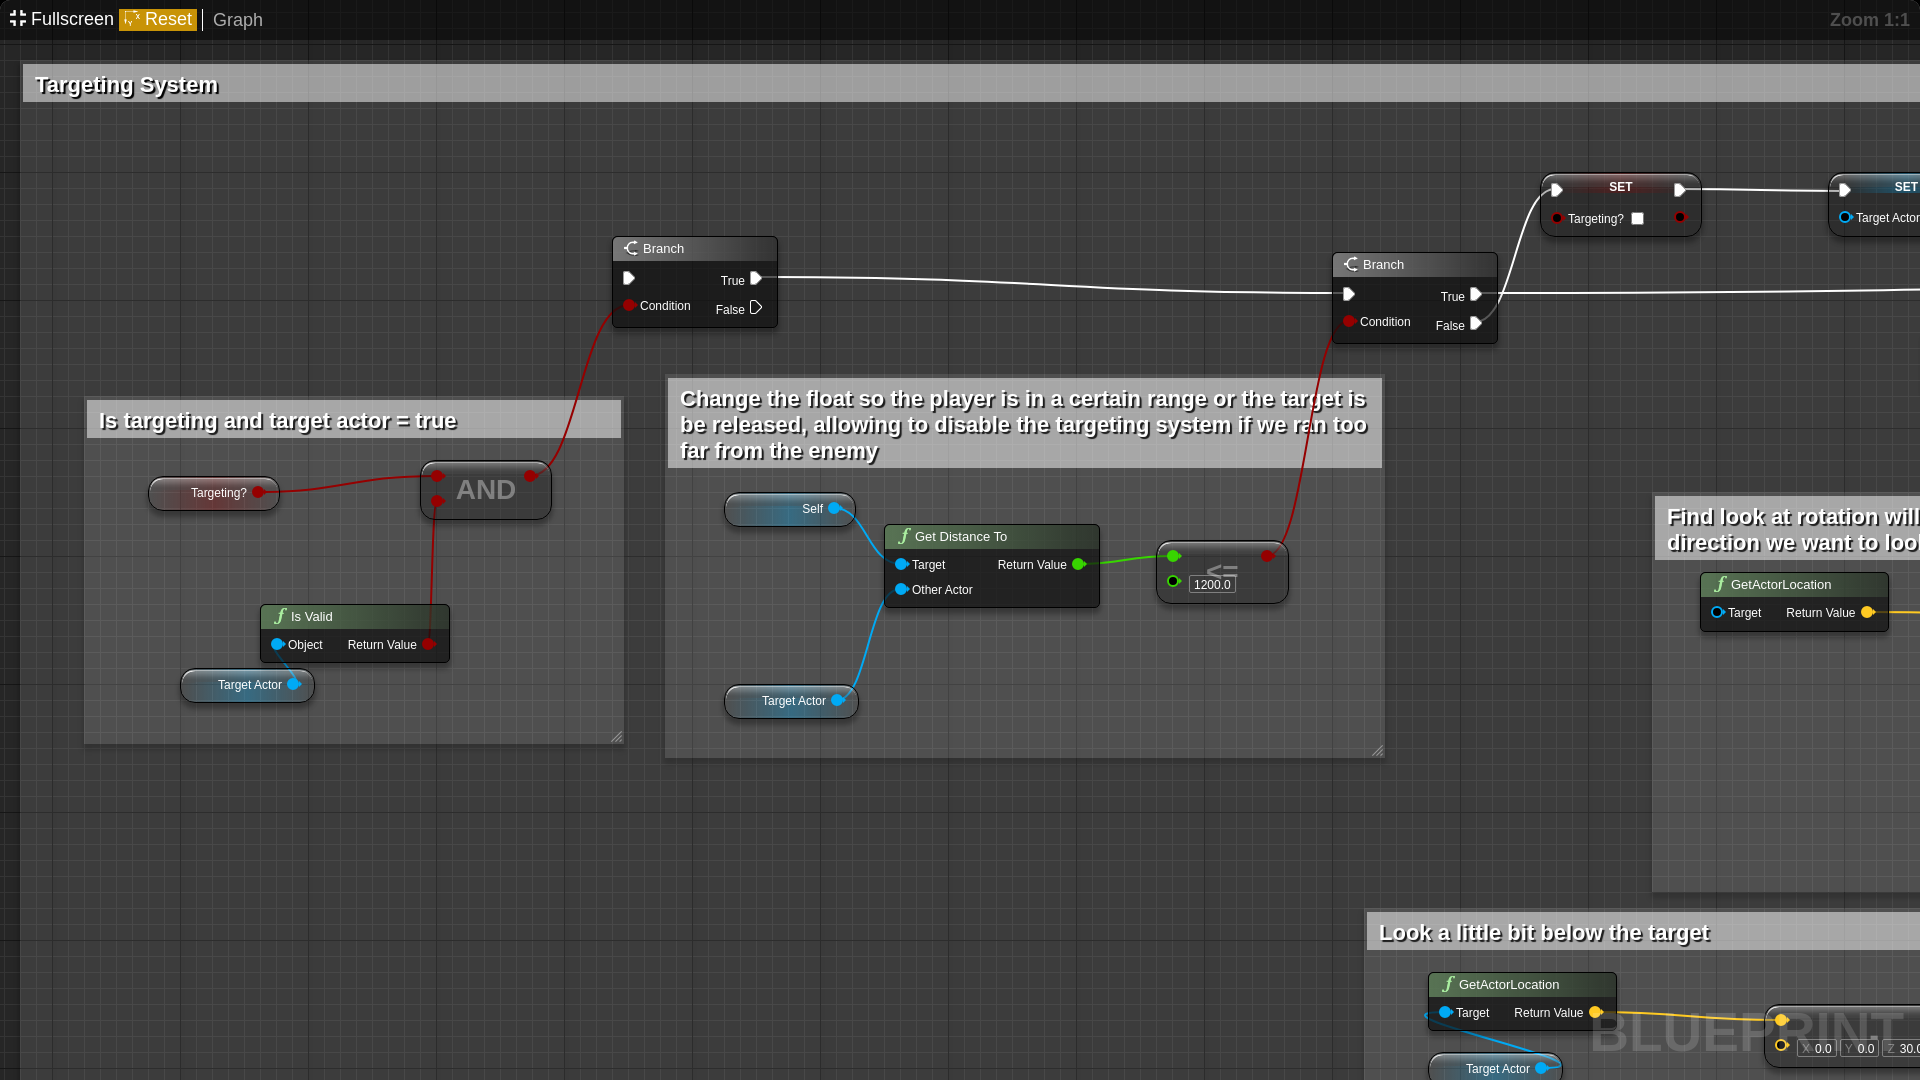 Fullscreen Reset Graph Zoom 1:1
Targeting System
SET
Targeting?
SET
Target Actor
Branch
True
Condition
False
Branch
True
Condition
False
Is targeting and target actor = true
Targeting?
AND
Is Valid
Object Return Value
Target Actor
Change the float so the player is in a certain range or the target is
be released, allowing to disable the targeting system if we ran too
far from the enemy
Self
Get Distance To
Target Return Value
Other Actor
<=
1200.0
Target Actor
Find look at rotation will
direction we want to loo
GetActorLocation
Target Return Value
Look a little bit below the target
GetActorLocation
Target Return Value
Target Actor
X 0.0 Y 0.0 Z 30.0
BLUEPRINT